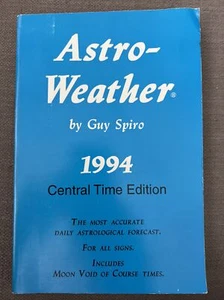 Astro-
Weather®
by Guy Spiro
1994
Central Time Edition
The most accurate
daily astrological forecast.
For all signs.
Includes
Moon Void of Course times.